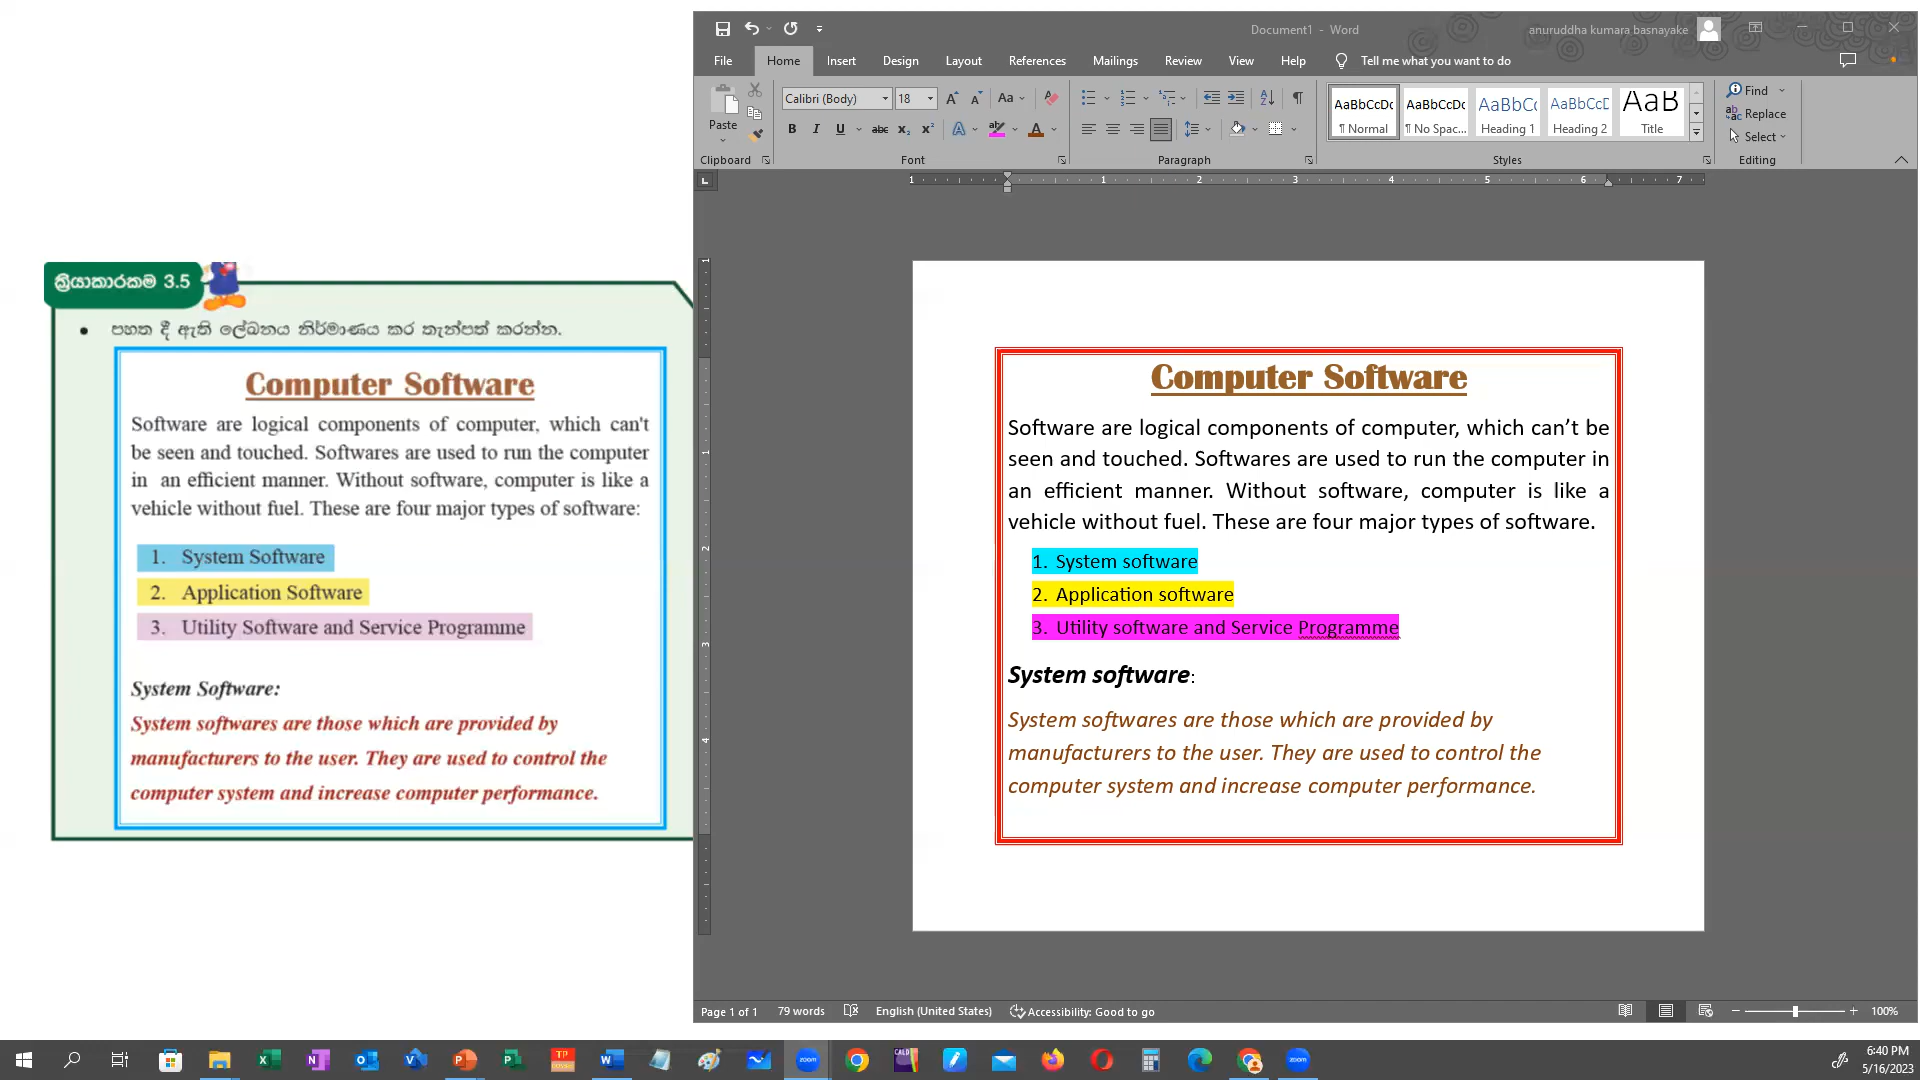 Document1 - Word
anuruddha kumara basnayake
File Home Insert Design Layout References Mailings Review View Help Tell me what you want to do
Paste
Calibri (Body) 18
Aa
B I U abc x₂ x²
AaBbCcDc AaBbCcDc AaBbCc AaBbCcD AaB
¶ Normal ¶ No Spac... Heading 1 Heading 2 Title
Find
Replace
Select
Clipboard Font Paragraph Styles Editing
1 1 2 3 4 5 6 7
ක්‍රියාකාරකම 3.5
• පහත දී ඇති ලේඛනය නිර්මාණය කර තැන්පත් කරන්න.
Computer Software
Software are logical components of computer, which can't
be seen and touched. Softwares are used to run the computer
in an efficient manner. Without software, computer is like a
vehicle without fuel. These are four major types of software:
1. System Software
2. Application Software
3. Utility Software and Service Programme
System Software:
System softwares are those which are provided by
manufacturers to the user. They are used to control the
computer system and increase computer performance.
Computer Software
Software are logical components of computer, which can’t be
seen and touched. Softwares are used to run the computer in
an efficient manner. Without software, computer is like a
vehicle without fuel. These are four major types of software.
1. System software
2. Application software
3. Utility software and Service Programme
System software:
System softwares are those which are provided by
manufacturers to the user. They are used to control the
computer system and increase computer performance.
Page 1 of 1 79 words English (United States) Accessibility: Good to go 100%
6:40 PM
5/16/2023